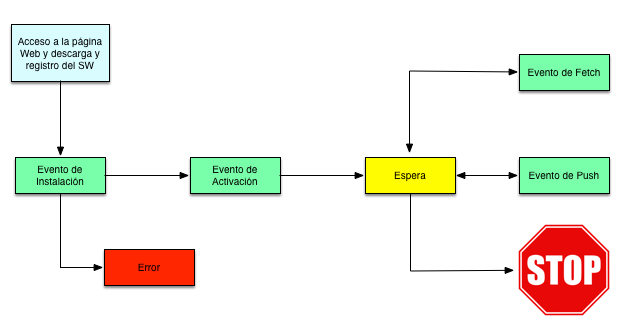 Acceso a la página
Web y descarga y
registro del SW
Evento de Fetch
Evento de
Instalación
Evento de
Activación
Espera
Evento de Push
Error
STOP